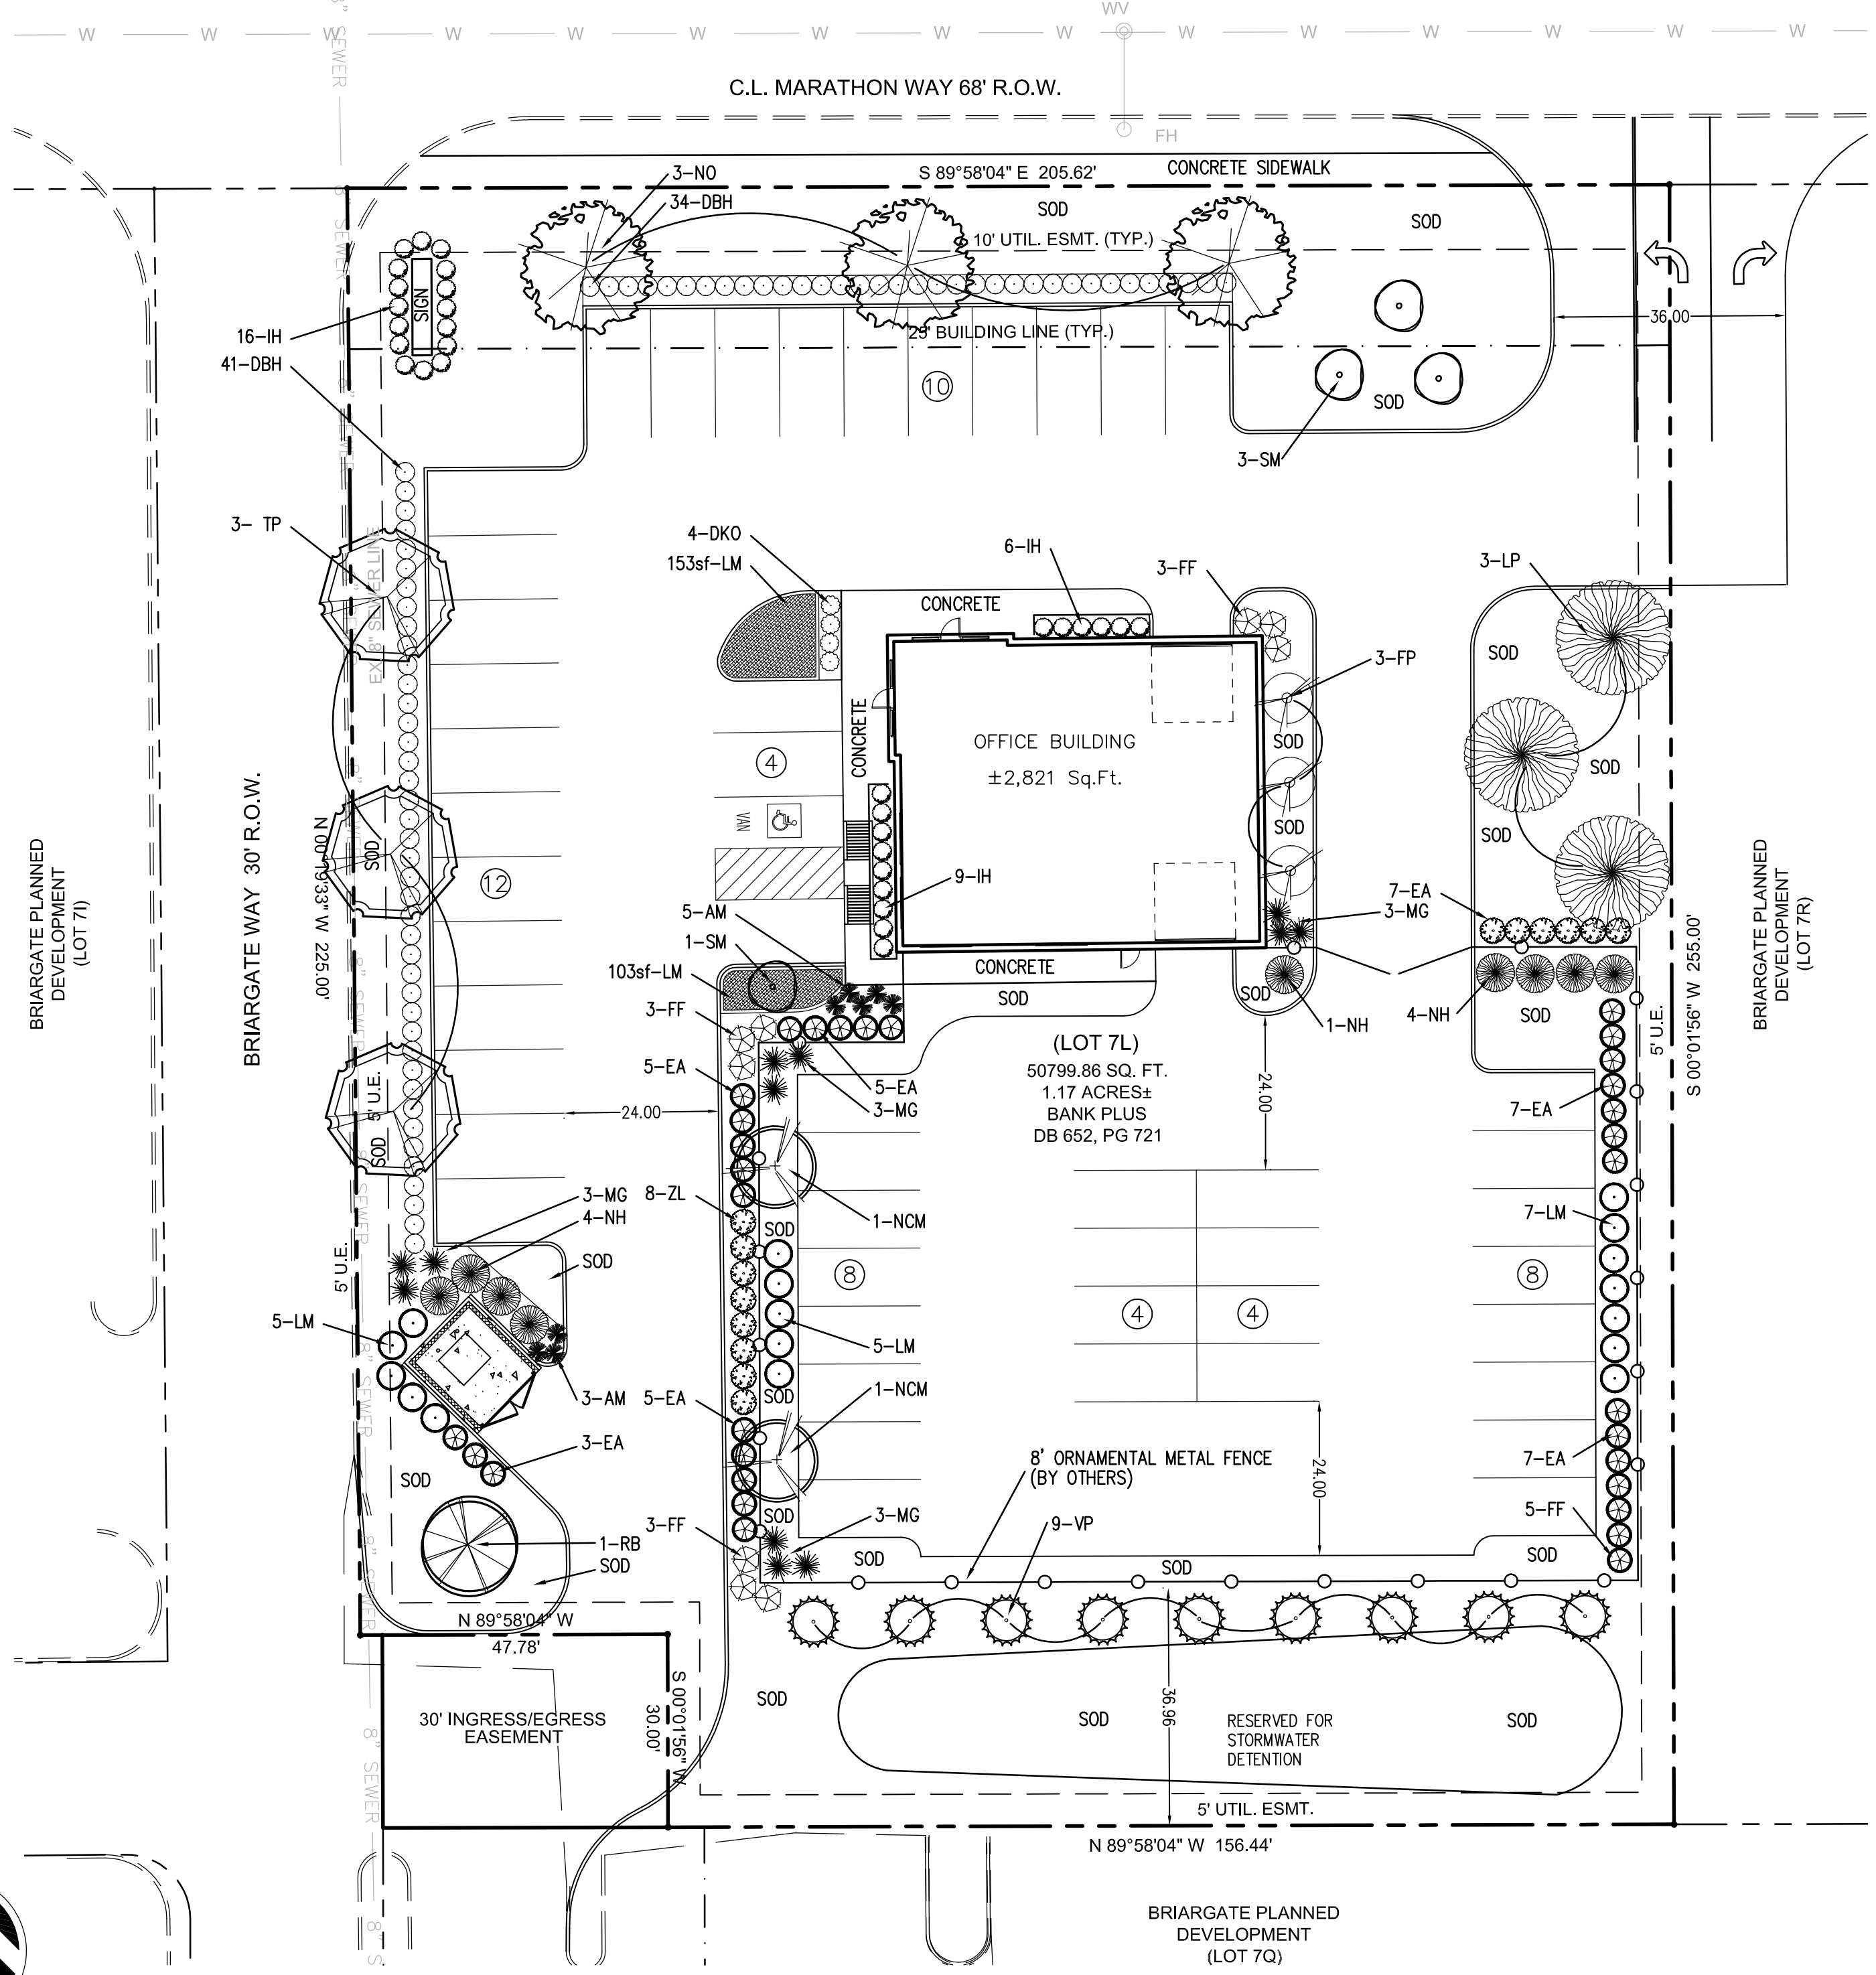 WV
W W W W W W W W W W W W W W W
8" SEWER
C.L. MARATHON WAY 68' R.O.W.
FH
CONCRETE SIDEWALK
S 89°58'04" E 205.62'
3-NO
34-DBH
SOD
SOD
10' UTIL. ESMT. (TYP.)
SIGN
16-IH
41-DBH
25' BUILDING LINE (TYP.)
36.00
10
SOD
3-SM
3- TP
EX. 8" SEWER LINE
4-DKO
153sf-LM
6-IH
3-FF
3-LP
CONCRETE
CONCRETE
3-FP
SOD
SOD
SOD
SOD
SOD
OFFICE BUILDING
±2,821 Sq.Ft.
4
VAN
12
SOD
9-IH
BRIARGATE PLANNED
DEVELOPMENT
(LOT 7I)
BRIARGATE WAY 30' R.O.W.
N 00°19'33" W 225.00'
BRIARGATE PLANNED
DEVELOPMENT
(LOT 7R)
S 00°01'56" W 255.00'
5' U.E.
7-EA
3-MG
5-AM
1-SM
103sf-LM
CONCRETE
SOD
SOD
SOD
3-FF
1-NH
4-NH
5-EA
5-EA
3-MG
(LOT 7L)
50799.86 SQ. FT.
1.17 ACRES±
BANK PLUS
DB 652, PG 721
24.00
24.00
7-EA
5' U.E.
SOD
3-MG
4-NH
8-ZL
1-NCM
SOD
7-LM
SOD
5' U.E.
8
8
4
4
5-LM
5-LM
1-NCM
SOD
3-AM
5-EA
3-EA
SOD
8' ORNAMENTAL METAL FENCE
(BY OTHERS)
24.00
7-EA
5-FF
3-FF
3-MG
9-VP
SOD
1-RB
SOD
SOD
SOD
SOD
N 89°58'04" W
47.78'
S 00°01'56" W
30.00'
30' INGRESS/EGRESS
EASEMENT
SOD
SOD
36.96
RESERVED FOR
STORMWATER
DETENTION
SOD
5' UTIL. ESMT.
N 89°58'04" W 156.44'
8" SEWER
8" SEWER
8" S
BRIARGATE PLANNED
DEVELOPMENT
(LOT 7Q)